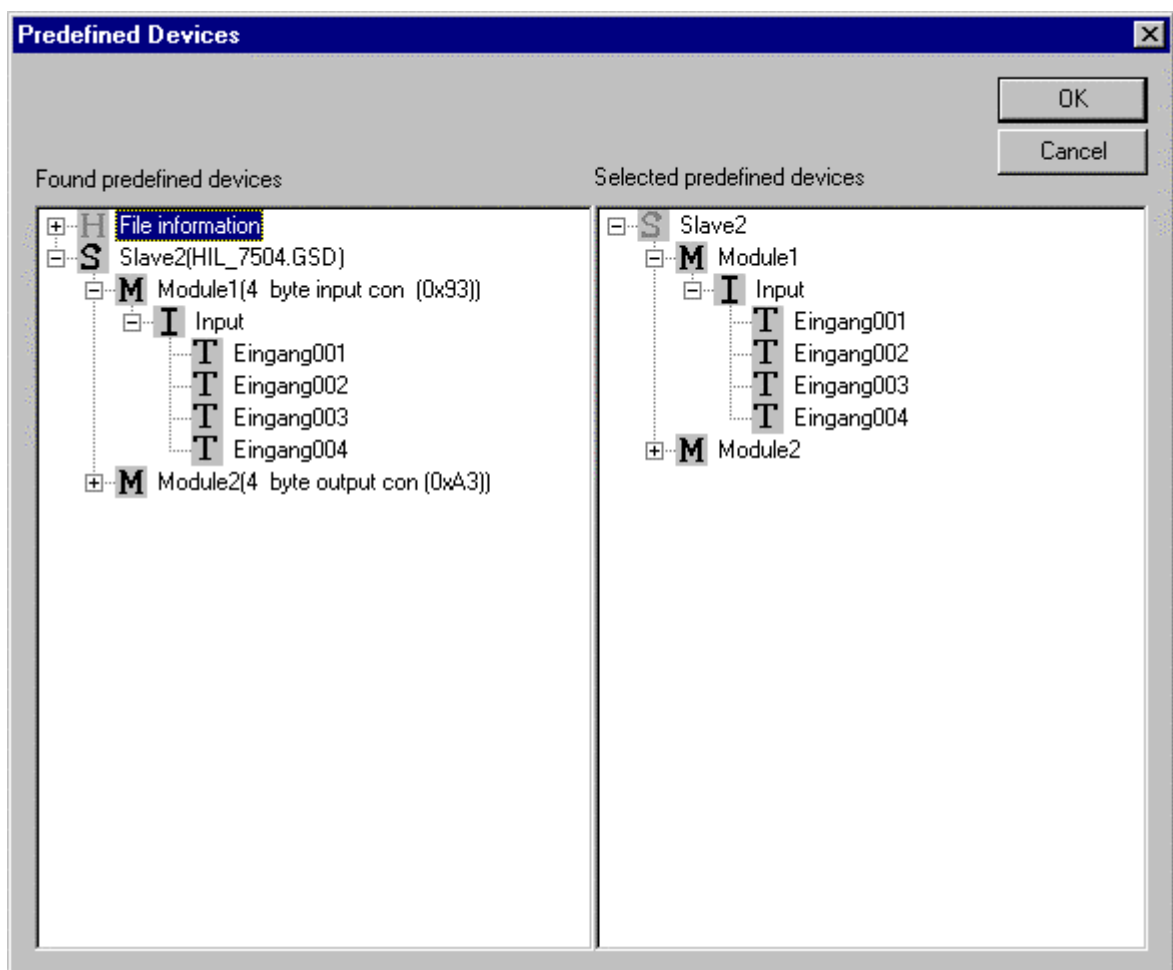 Predefined Devices
OK
Cancel
Found predefined devices
Selected predefined devices
H File information
S Slave2(HIL_7504.GSD)
M Module1(4 byte input con (0x93))
I Input
T Eingang001
T Eingang002
T Eingang003
T Eingang004
M Module2(4 byte output con (0xA3))
S Slave2
M Module1
I Input
T Eingang001
T Eingang002
T Eingang003
T Eingang004
M Module2